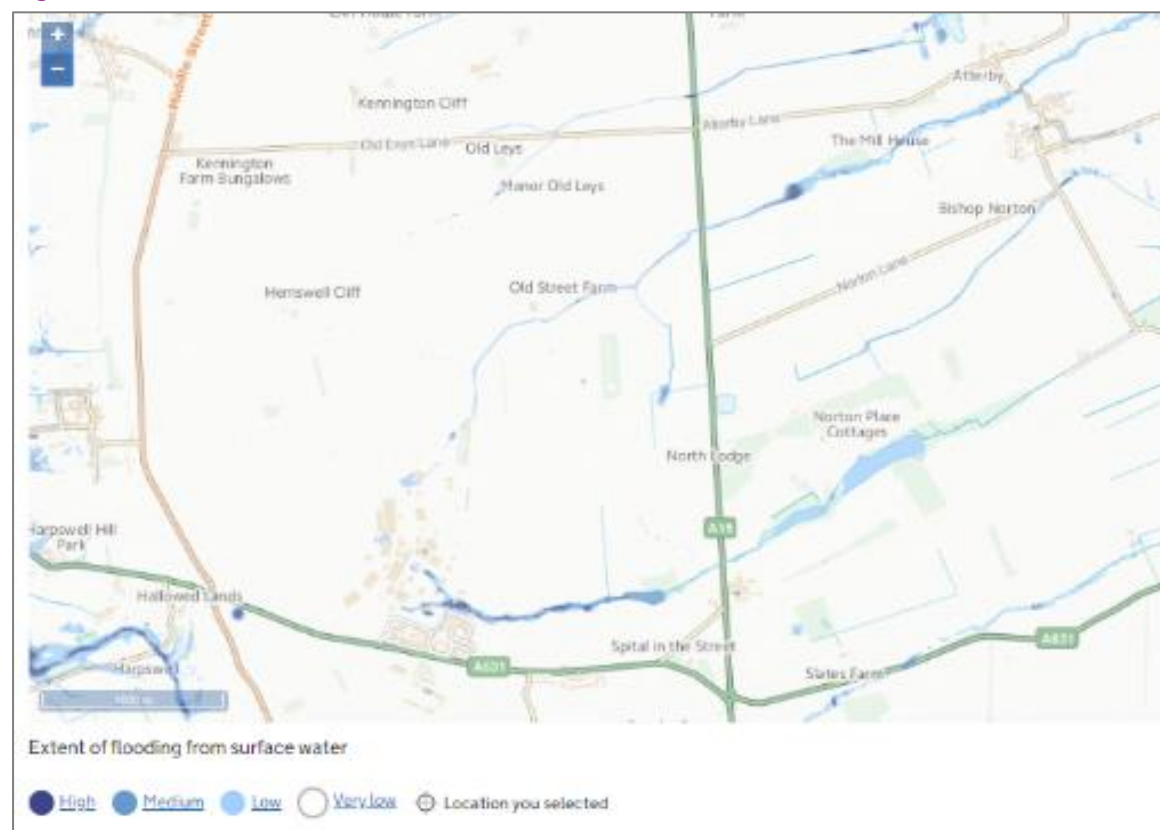 +
−
Middle Street
Kennington Cliff
Atterby
Old Leys Lane
Old Leys
Atterby Lane
The Mill House
Kennington
Farm Bungalows
Manor Old Leys
Bishop Norton
Norton Lane
Hemswell Cliff
Old Street Farm
Norton Place
Cottages
North Lodge
A15
Harpswell Hill
Park
Hallowed Lands
Spital in the Street
A631
A631
Harpswell
Slates Farm
Extent of flooding from surface water
High
Medium
Low
Very low
Location you selected